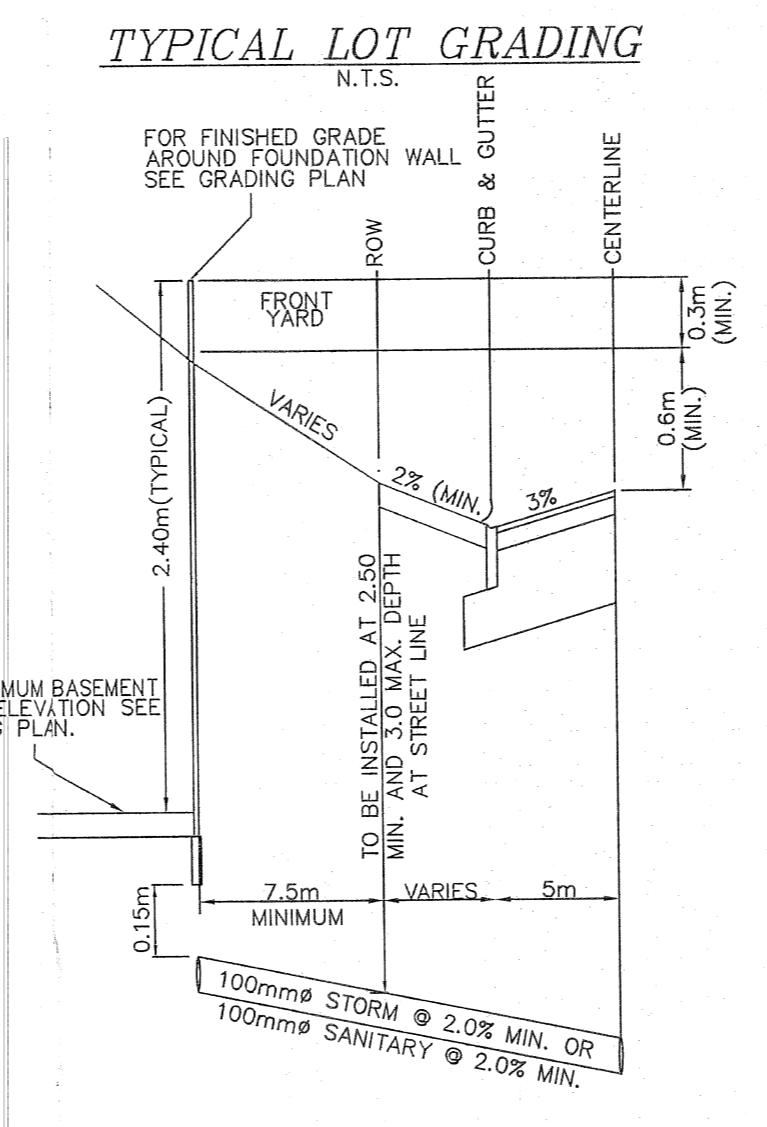 TYPICAL LOT GRADING
N.T.S.
FOR FINISHED GRADE
AROUND FOUNDATION WALL
SEE GRADING PLAN
ROW
CURB & GUTTER
CENTERLINE
FRONT
YARD
0.3m
(MIN.)
0.6m
(MIN.)
VARIES
2% (MIN.
3%
2.40m(TYPICAL)
MUM BASEMENT
ELEVATION SEE
PLAN.
TO BE INSTALLED AT 2.50
MIN. AND 3.0 MAX. DEPTH
AT STREET LINE
7.5m
MINIMUM
VARIES
5m
0.15m
100mmø STORM @ 2.0% MIN. OR
100mmø SANITARY @ 2.0% MIN.